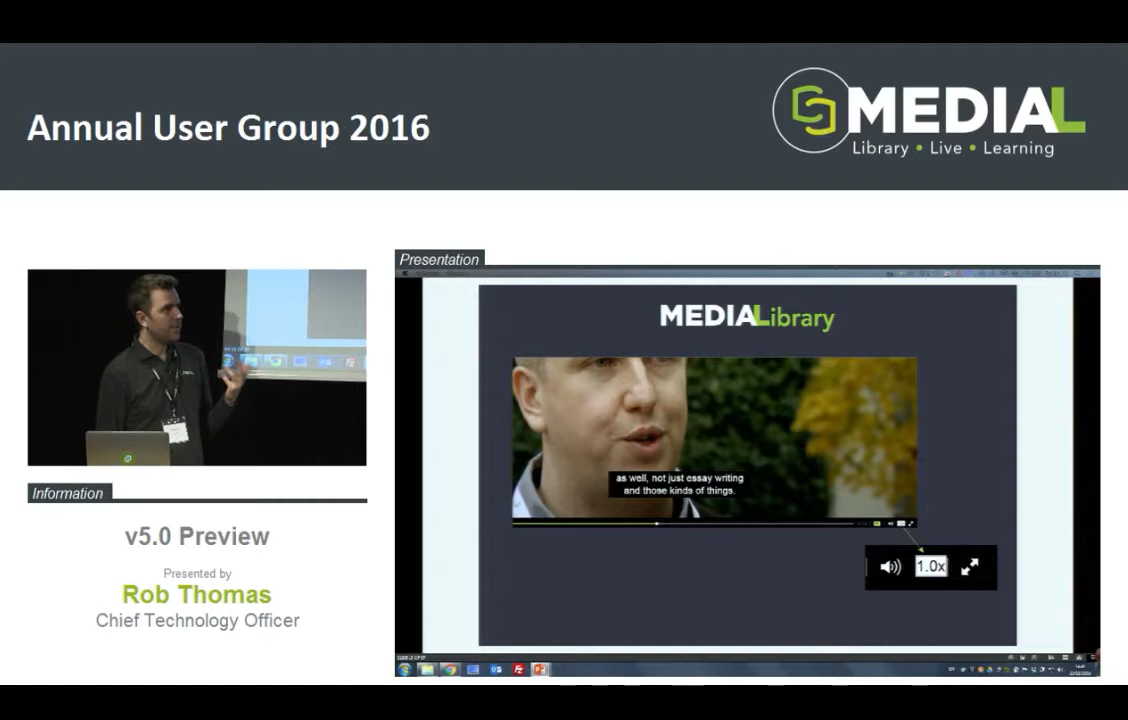 Annual User Group 2016
MEDIAL
Library • Live • Learning
Presentation
MEDIALibrary
as well, not just essay writing
and those kinds of things.
1.0x
Information
v5.0 Preview
Presented by
Rob Thomas
Chief Technology Officer